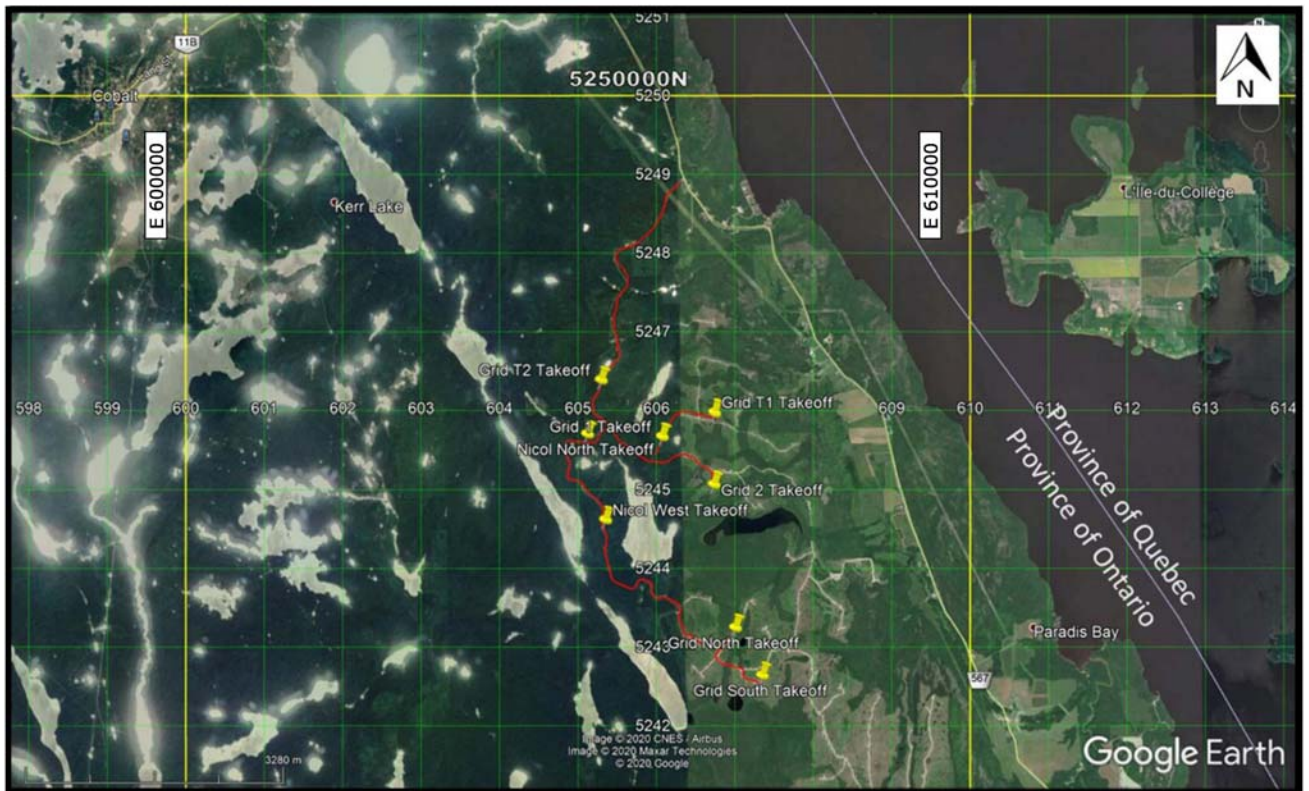 5251
N
11B
5250000N
Cobalt
5250
N
E 600000
E 610000
5249
L'Île-du-Collège
Kerr Lake
5248
5247
Grid T2 Takeoff
598
599
600
601
602
603
604
605
606
Grid T1 Takeoff
609
610
611
612
613
614
Grid 1 Takeoff
Nicol North Takeoff
Province of Quebec
Province of Ontario
5245
Grid 2 Takeoff
Nicol West Takeoff
5244
Paradis Bay
Grid North Takeoff
5243
567
Grid South Takeoff
5242
Image © 2020 CNES / Airbus
Image © 2020 Maxar Technologies
© 2020 Google
3280 m
Google Earth